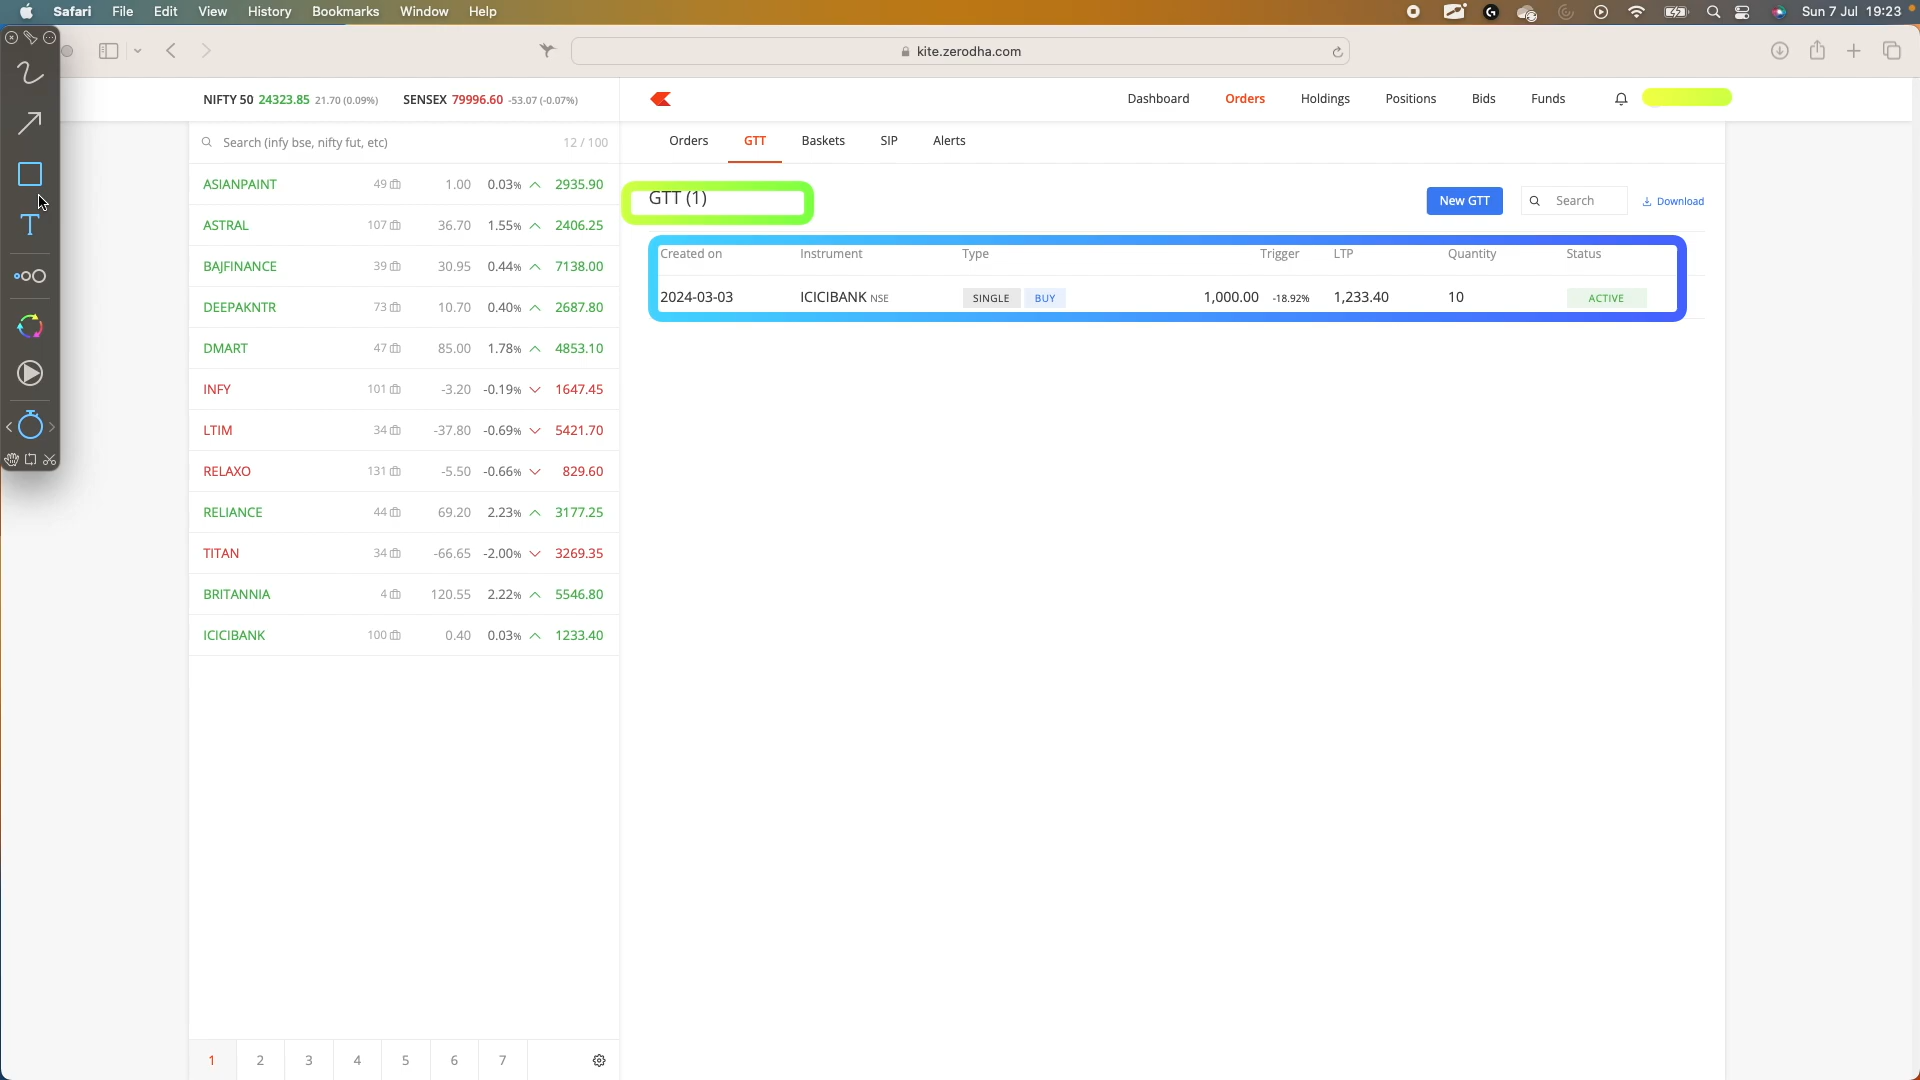 Safari File Edit View History Bookmarks Window Help Sun 7 Jul 19:23
kite.zerodha.com
NIFTY 50 24323.85 21.70 (0.09%) SENSEX 79996.60 -53.07 (-0.07%) Dashboard Orders Holdings Positions Bids Funds
Search (infy bse, nifty fut, etc) 12 / 100
Orders GTT Baskets SIP Alerts
ASIANPAINT 49 1.00 0.03% 2935.90
ASTRAL 107 36.70 1.55% 2406.25
BAJFINANCE 39 30.95 0.44% 7138.00
DEEPAKNTR 73 10.70 0.40% 2687.80
DMART 47 85.00 1.78% 4853.10
INFY 101 -3.20 -0.19% 1647.45
LTIM 34 -37.80 -0.69% 5421.70
RELAXO 131 -5.50 -0.66% 829.60
RELIANCE 44 69.20 2.23% 3177.25
TITAN 34 -66.65 -2.00% 3269.35
BRITANNIA 4 120.55 2.22% 5546.80
ICICIBANK 100 0.40 0.03% 1233.40
1 2 3 4 5 6 7
GTT (1) New GTT Search Download
Created on Instrument Type Trigger LTP Quantity Status
2024-03-03 ICICIBANK NSE SINGLE BUY 1,000.00 -18.92% 1,233.40 10 ACTIVE